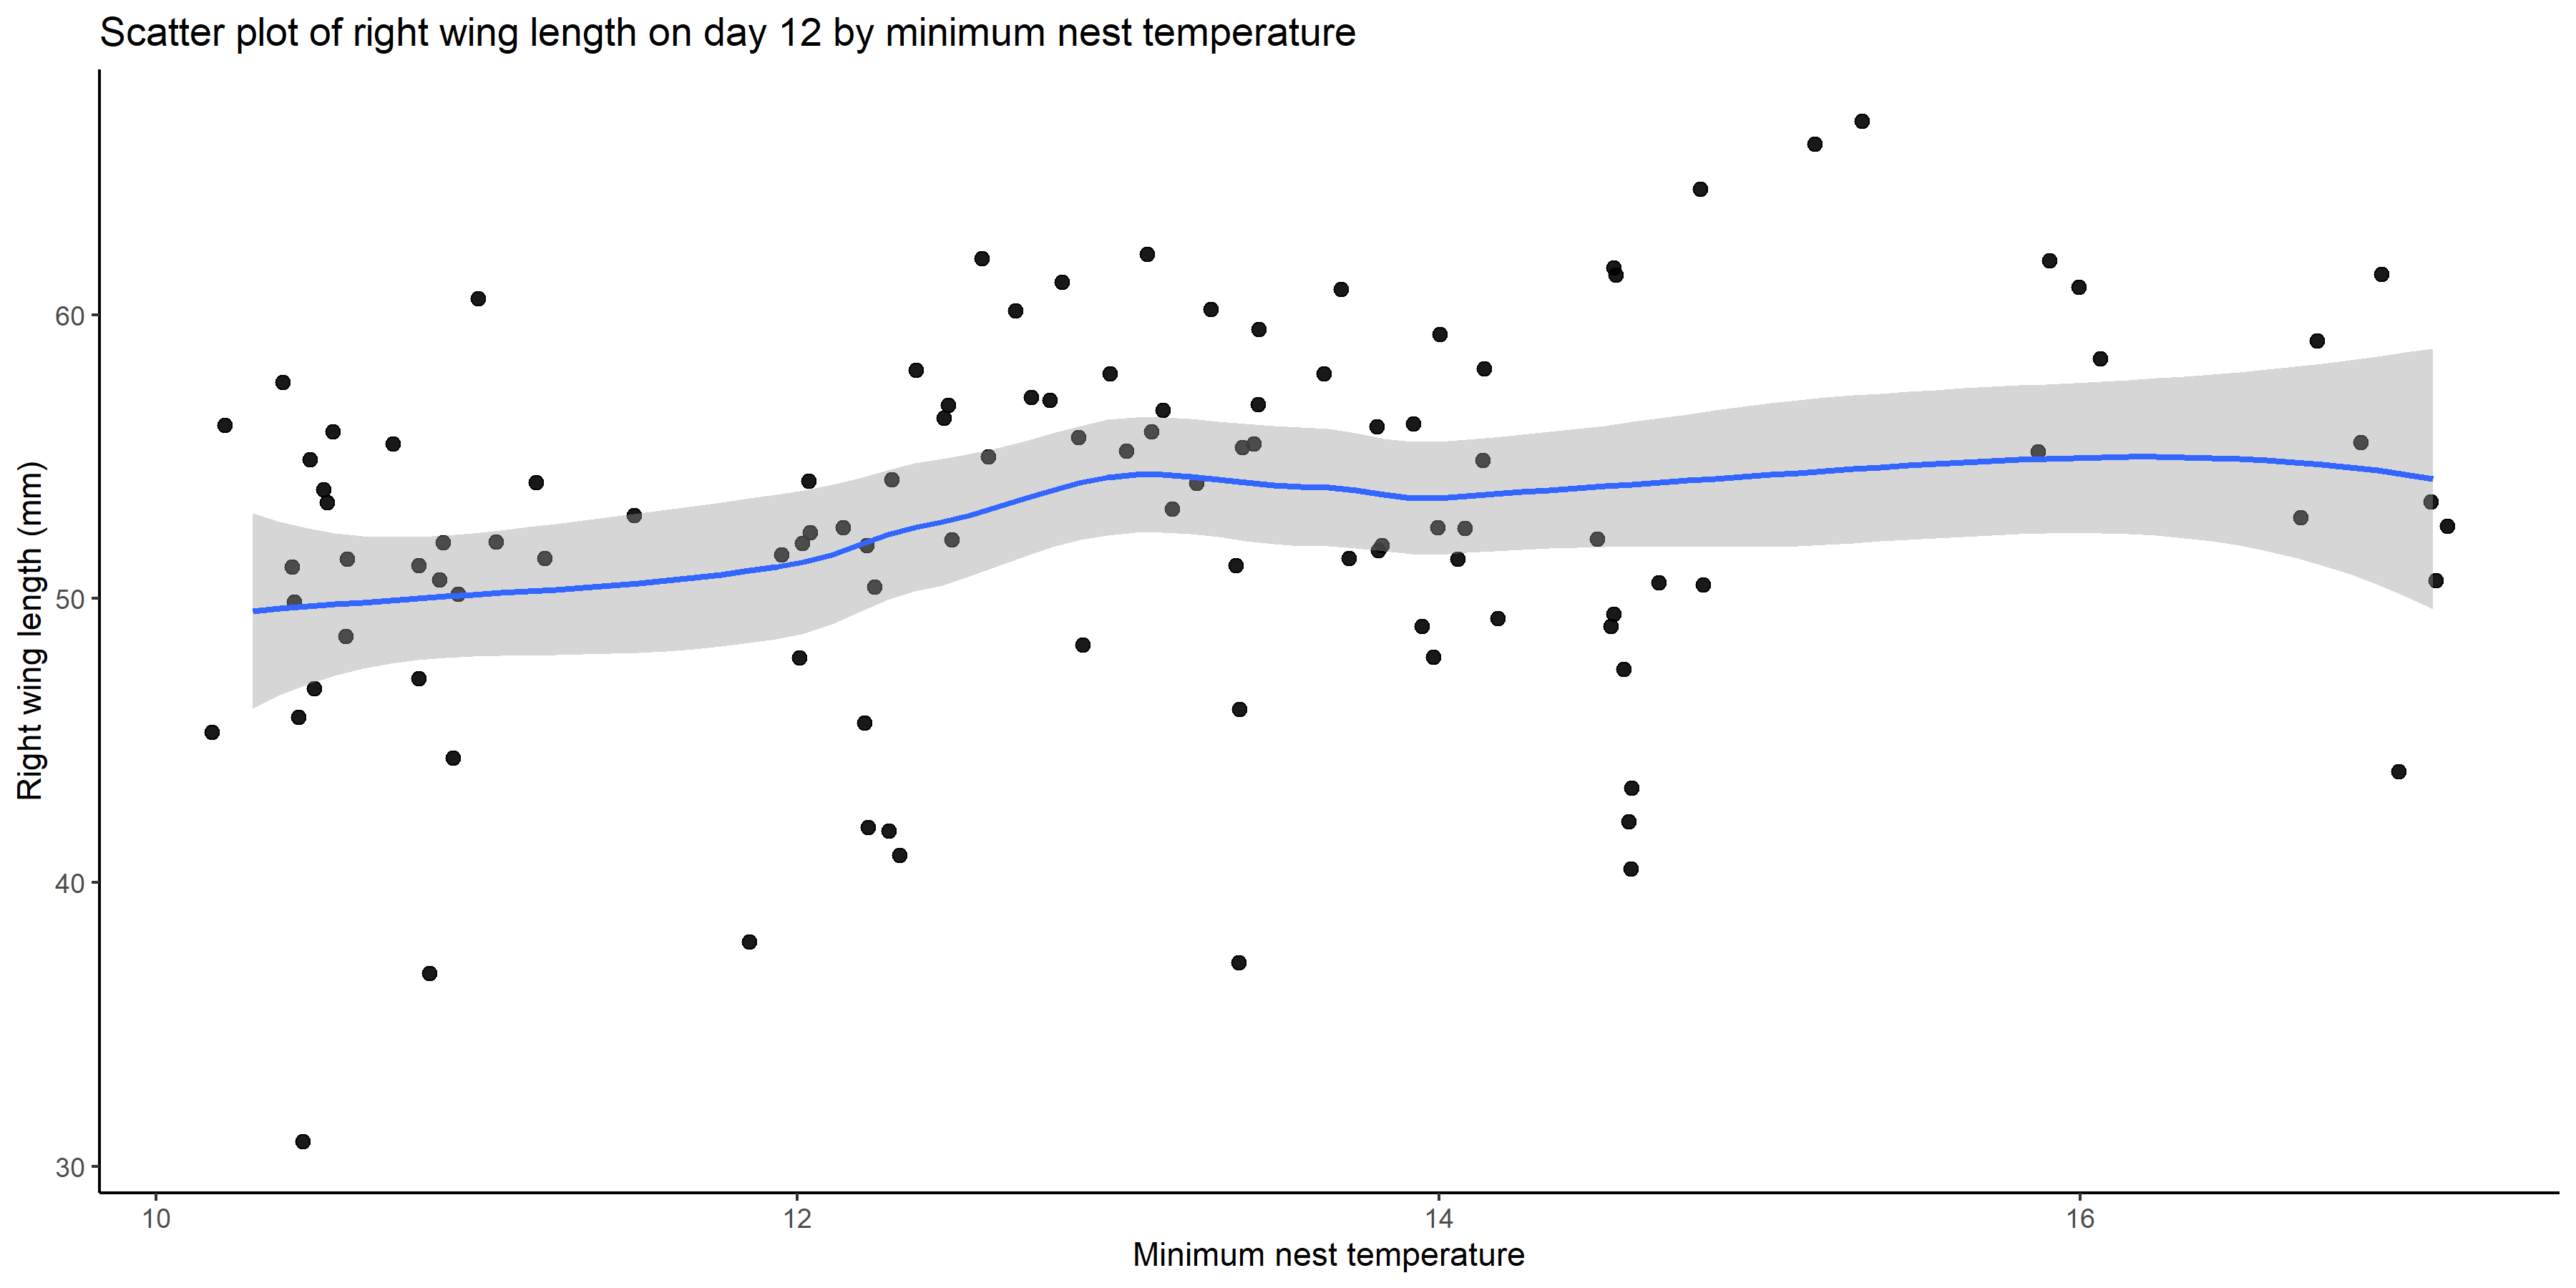 Scatter plot of right wing length on day 12 by minimum nest temperature
Right wing length (mm)
60
50
40
30
10
12
14
16
Minimum nest temperature